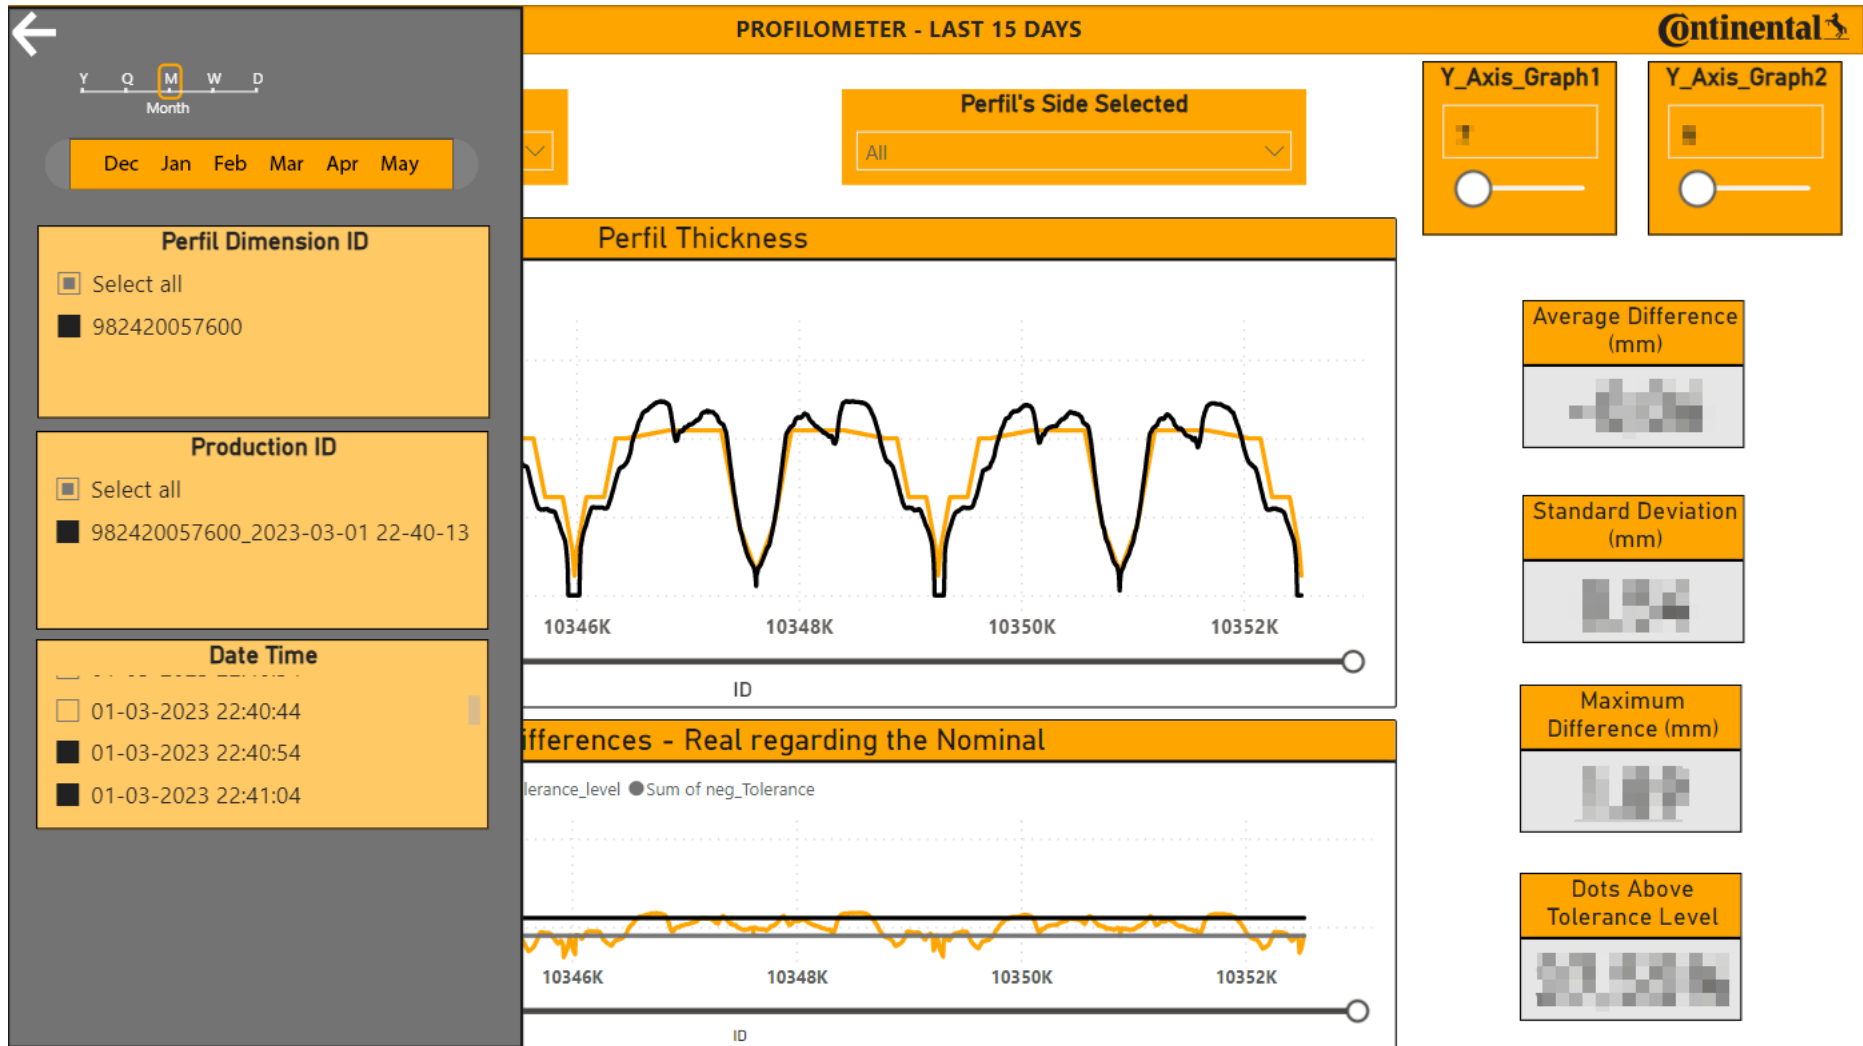 PROFILOMETER - LAST 15 DAYS
Continental
Y Q M W D
Month
Dec Jan Feb Mar Apr May
Perfil Dimension ID
Select all
982420057600
Production ID
Select all
982420057600_2023-03-01 22-40-13
Date Time
01-03-2023 22:40:44
01-03-2023 22:40:54
01-03-2023 22:41:04
Perfil's Side Selected
All
Y_Axis_Graph1
Y_Axis_Graph2
Perfil Thickness
10346K 10348K 10350K 10352K
ID
ifferences - Real regarding the Nominal
lerance_level Sum of neg_Tolerance
10346K 10348K 10350K 10352K
ID
Average Difference
(mm)
Standard Deviation
(mm)
Maximum
Difference (mm)
Dots Above
Tolerance Level